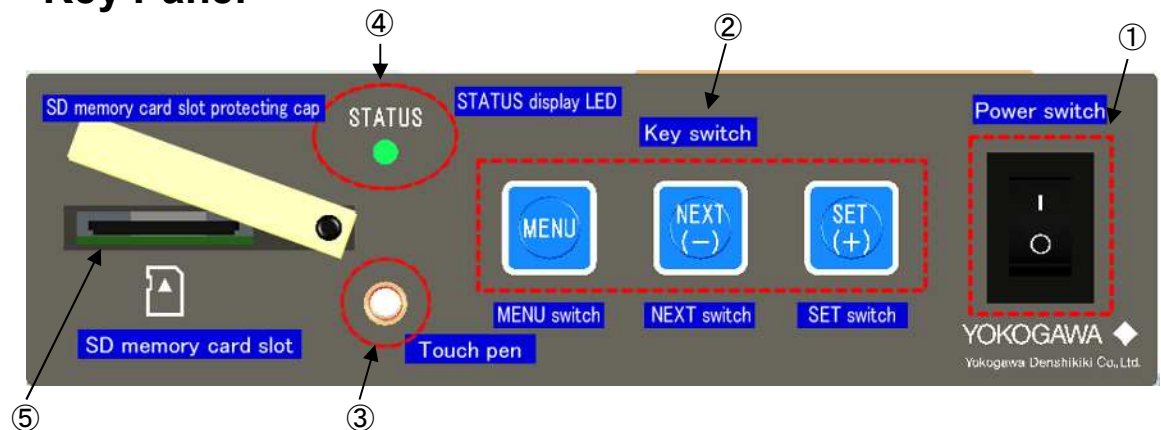 ④
②
①
SD memory card slot protecting cap
STATUS
STATUS display LED
Key switch
Power switch
MENU
NEXT
(-)
SET
(+)
I
O
MENU switch
NEXT switch
SET switch
SD memory card slot
Touch pen
YOKOGAWA
Yokogawa Denshikiki Co., Ltd.
⑤
③